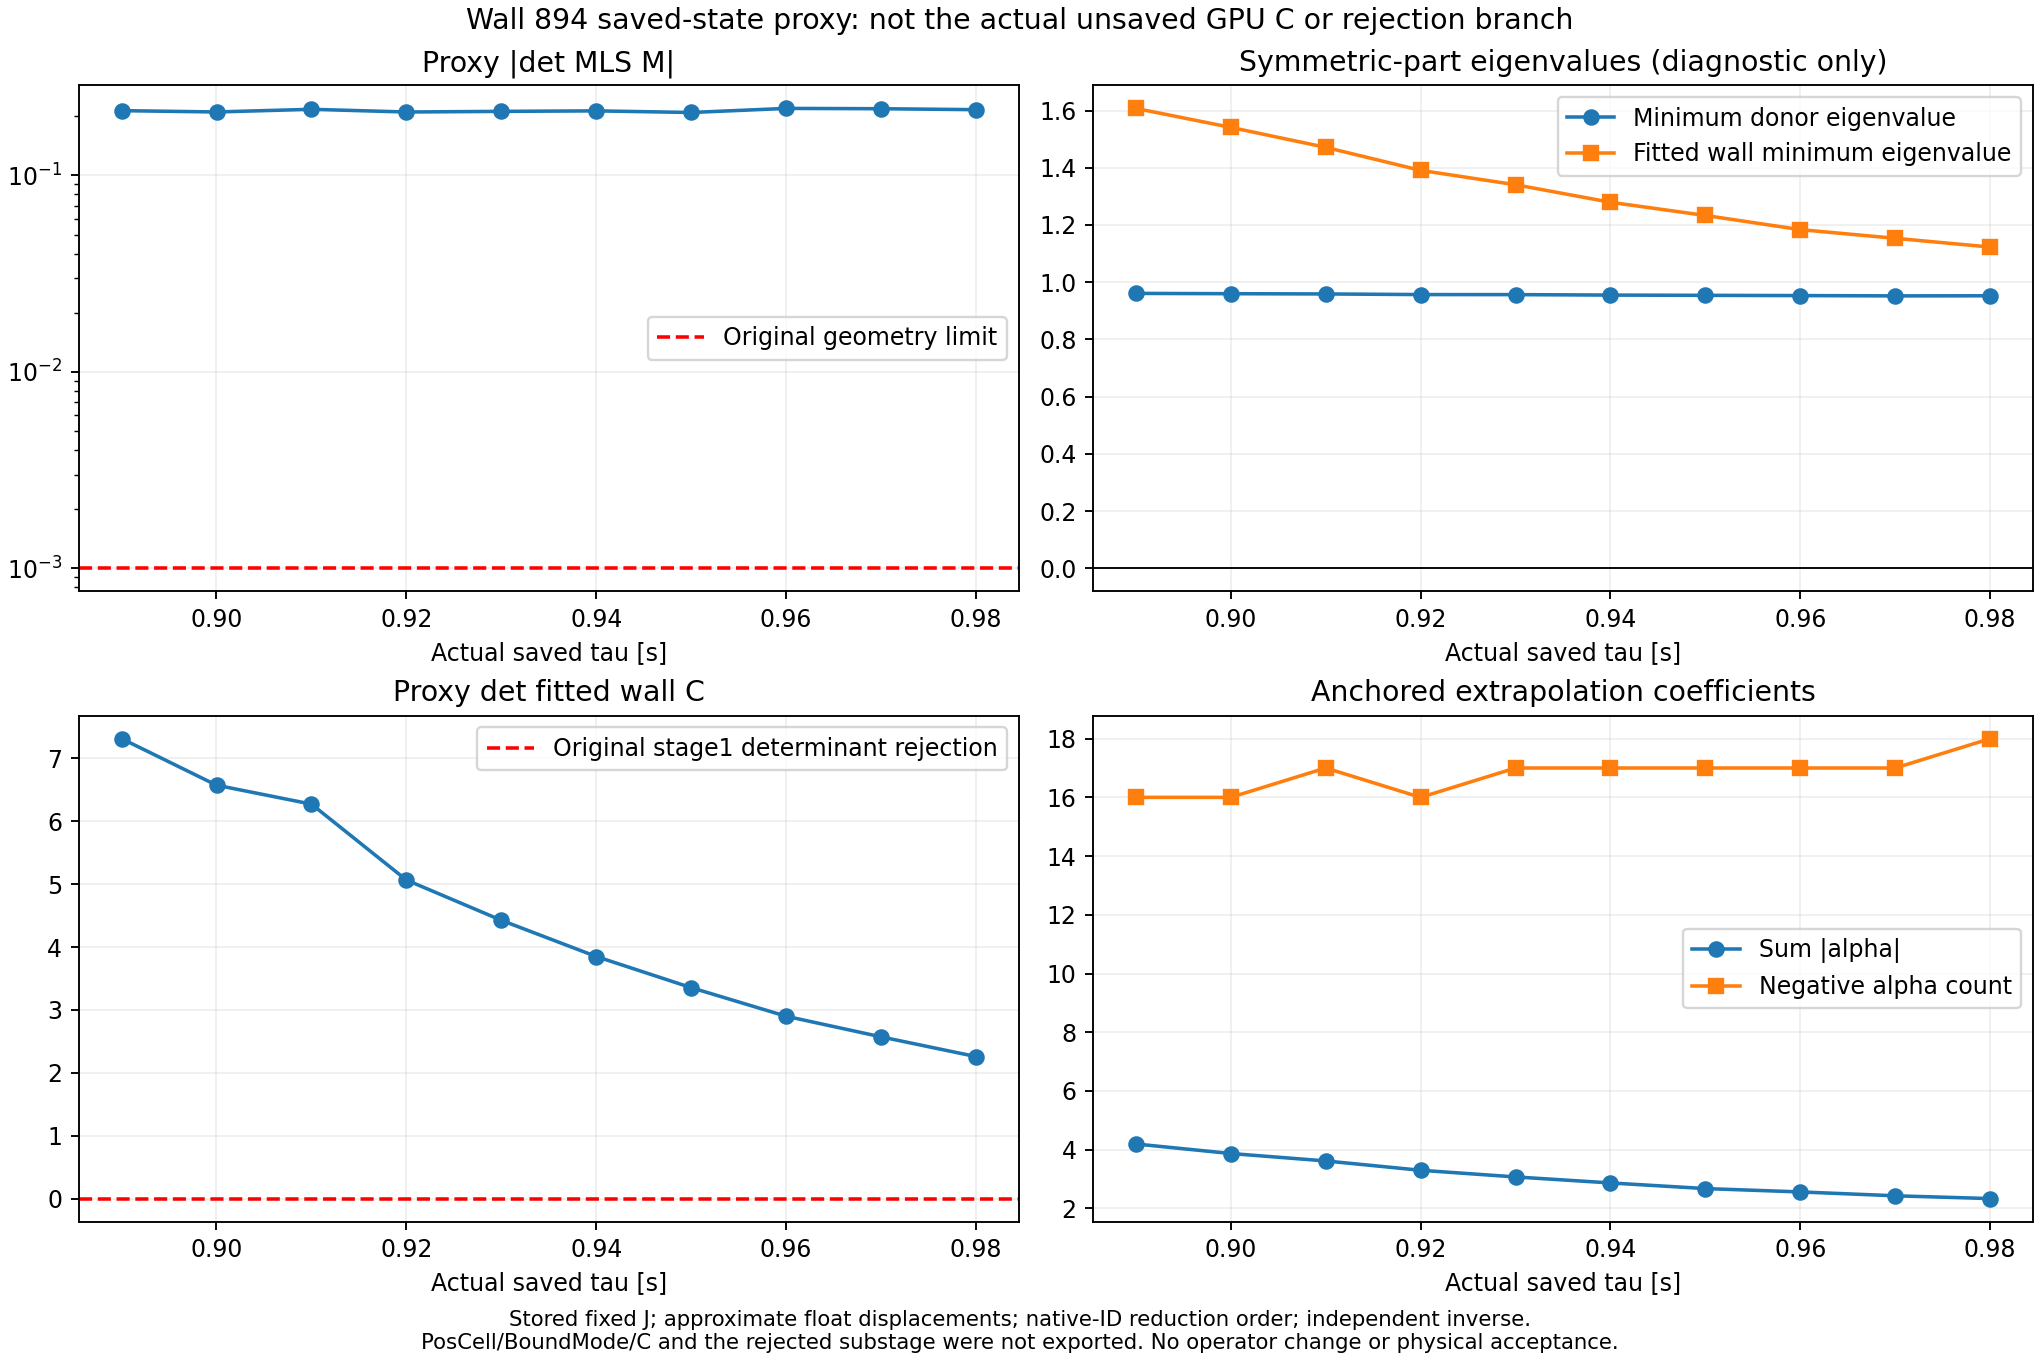 Wall 894 saved-state proxy: not the actual unsaved GPU C or rejection branch
Proxy |det MLS M|
10⁻¹
10⁻²
10⁻³
Original geometry limit
0.90 0.92 0.94 0.96 0.98
Actual saved tau [s]
Symmetric-part eigenvalues (diagnostic only)
1.6
1.4
1.2
1.0
0.8
0.6
0.4
0.2
0.0
Minimum donor eigenvalue
Fitted wall minimum eigenvalue
0.90 0.92 0.94 0.96 0.98
Actual saved tau [s]
Proxy det fitted wall C
7
6
5
4
3
2
1
0
Original stage1 determinant rejection
0.90 0.92 0.94 0.96 0.98
Actual saved tau [s]
Anchored extrapolation coefficients
18
16
14
12
10
8
6
4
2
Sum |alpha|
Negative alpha count
0.90 0.92 0.94 0.96 0.98
Actual saved tau [s]
Stored fixed J; approximate float displacements; native-ID reduction order; independent inverse.
PosCell/BoundMode/C and the rejected substage were not exported. No operator change or physical acceptance.